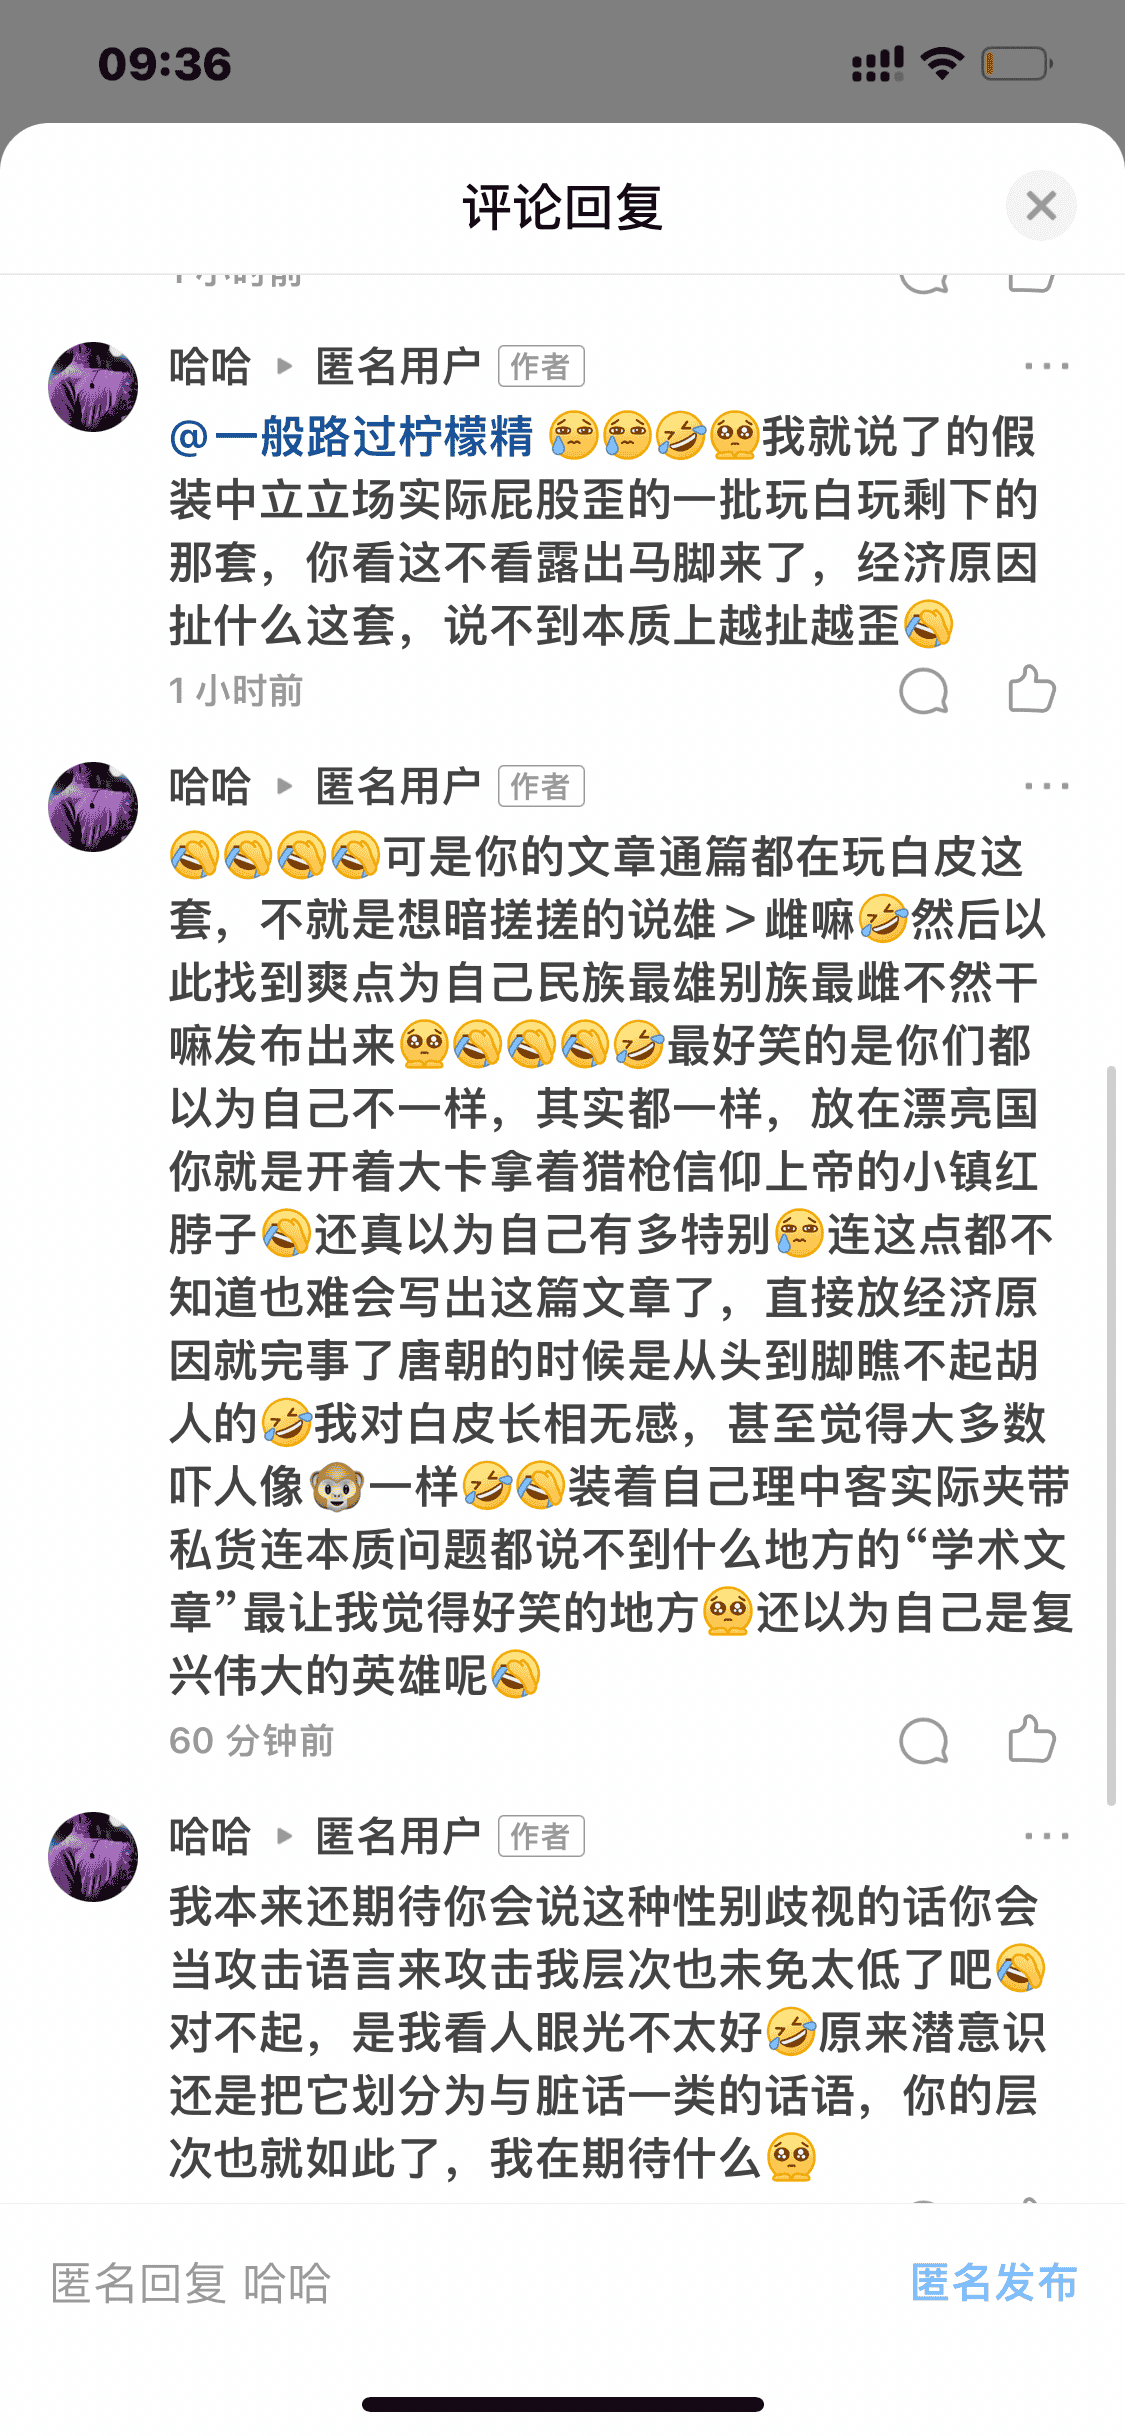 09:36
评论回复
1 小时前
哈哈 ▸ 匿名用户 作者
@一般路过柠檬精 😢😢🤣🥺我就说了的假
装中立立场实际屁股歪的一批玩白玩剩下的
那套，你看这不看露出马脚来了，经济原因
扯什么这套，说不到本质上越扯越歪
1 小时前
哈哈 ▸ 匿名用户 作者
可是你的文章通篇都在玩白皮这
套，不就是想暗搓搓的说雄＞雌嘛🤣然后以
此找到爽点为自己民族最雄别族最雌不然干
嘛发布出来🥺🤣最好笑的是你们都
以为自己不一样，其实都一样，放在漂亮国
你就是开着大卡拿着猎枪信仰上帝的小镇红
脖子还真以为自己有多特别😢连这点都不
知道也难会写出这篇文章了，直接放经济原
因就完事了唐朝的时候是从头到脚瞧不起胡
人的🤣我对白皮长相无感，甚至觉得大多数
吓人像🐵一样🤣装着自己理中客实际夹带
私货连本质问题都说不到什么地方的“学术文
章”最让我觉得好笑的地方🥺还以为自己是复
兴伟大的英雄呢
60 分钟前
哈哈 ▸ 匿名用户 作者
我本来还期待你会说这种性别歧视的话你会
当攻击语言来攻击我层次也未免太低了吧
对不起，是我看人眼光不太好🤣原来潜意识
还是把它划分为与脏话一类的话语，你的层
次也就如此了，我在期待什么🥺
匿名回复 哈哈
匿名发布